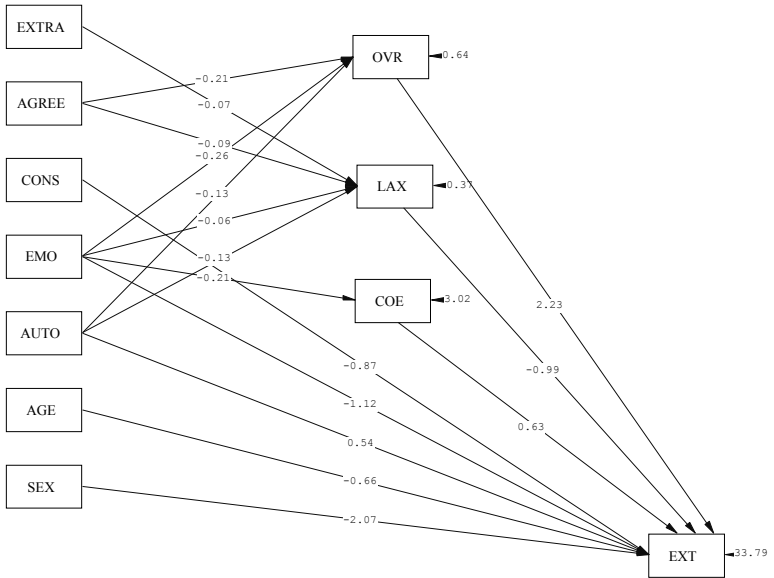 EXTRA
OVR
0.64
-0.21
AGREE
-0.07
-0.09
-0.26
CONS
LAX
0.37
-0.13
-0.06
EMO
-0.13
-0.21
COE
3.02
2.23
AUTO
-0.87
-0.99
-1.12
AGE
0.63
0.54
-0.66
SEX
-2.07
EXT
33.79